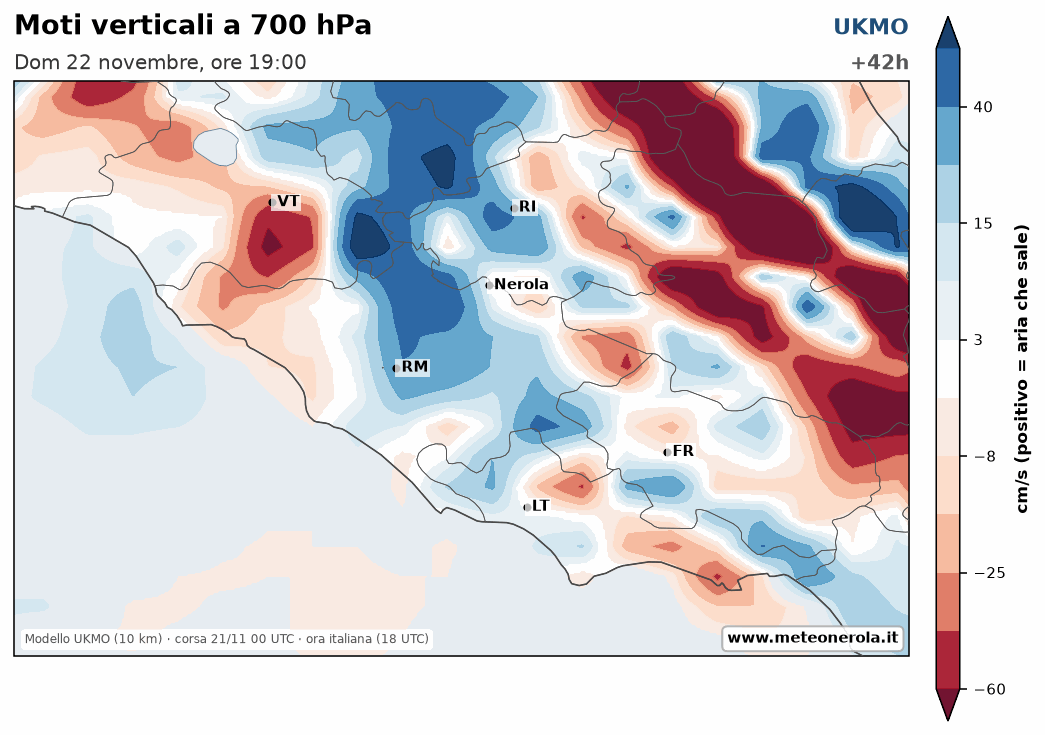 Moti verticali a 700 hPa
UKMO
Dom 22 novembre, ore 19:00
+42h
VT
RI
Nerola
RM
FR
LT
40
15
3
−8
−25
−60
cm/s (positivo = aria che sale)
Modello UKMO (10 km) · corsa 21/11 00 UTC · ora italiana (18 UTC)
www.meteonerola.it